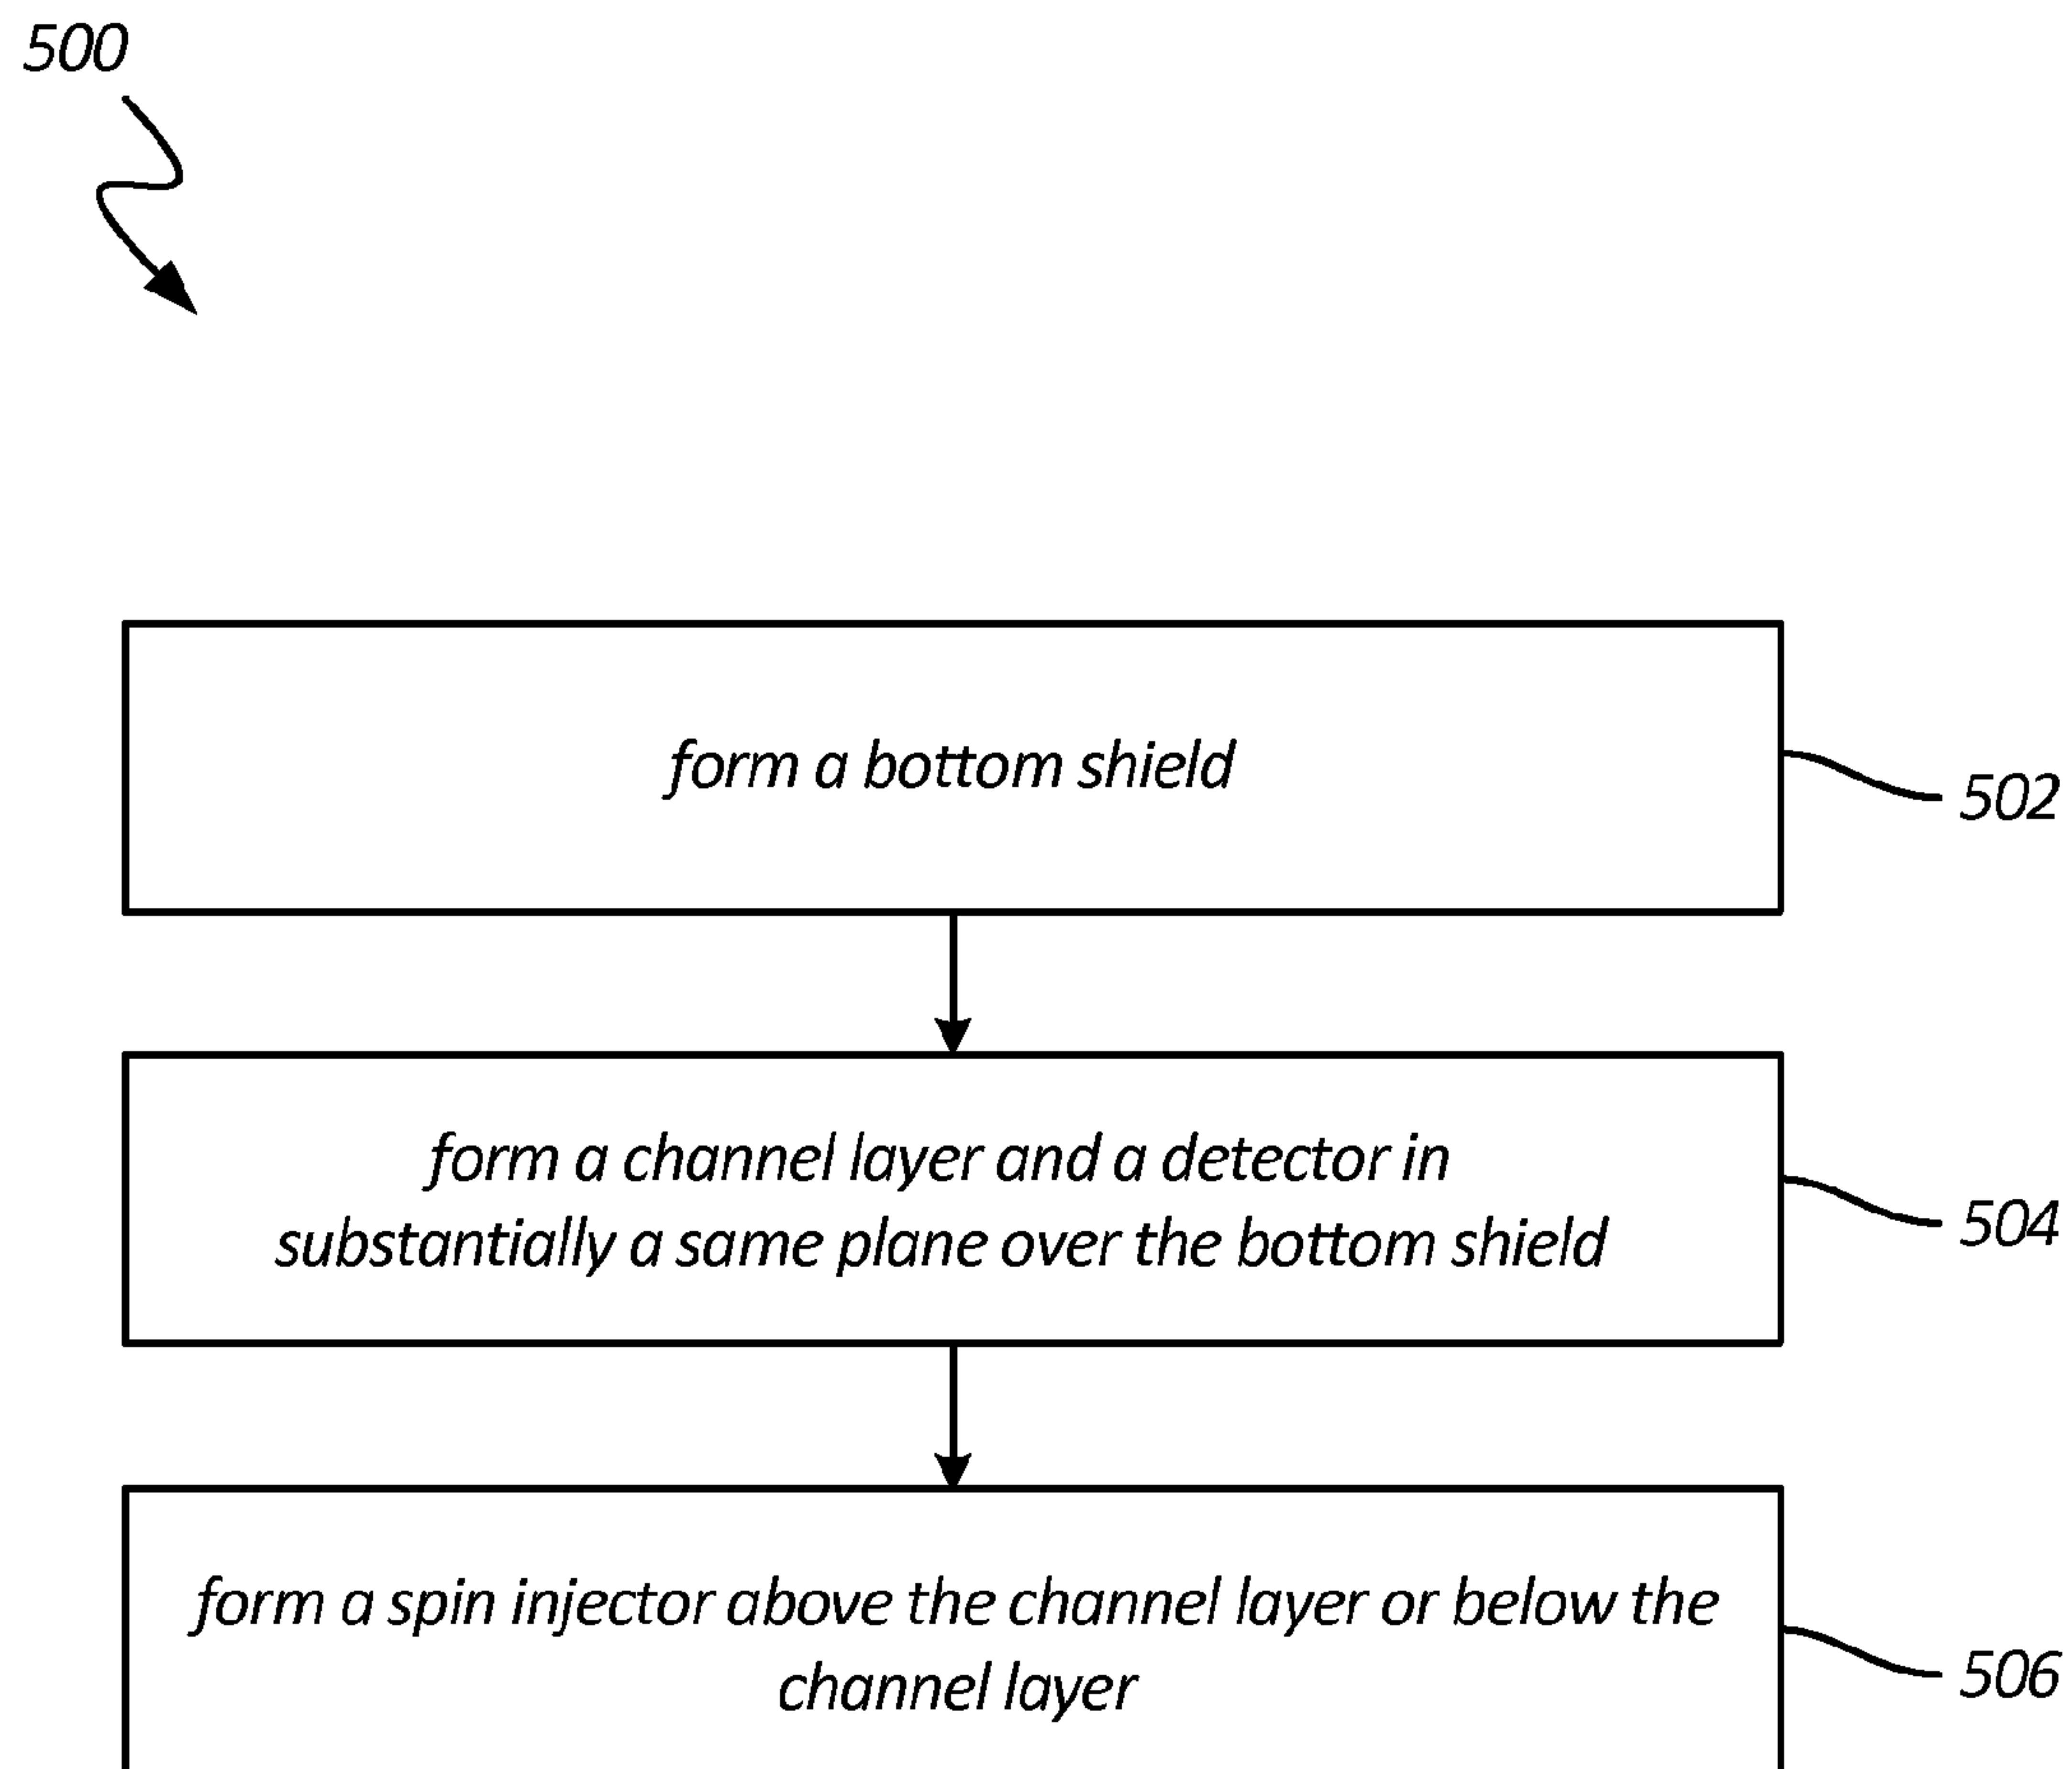 500
form a bottom shield
502
form a channel layer and a detector in
substantially a same plane over the bottom shield
504
form a spin injector above the channel layer or below the
channel layer
506